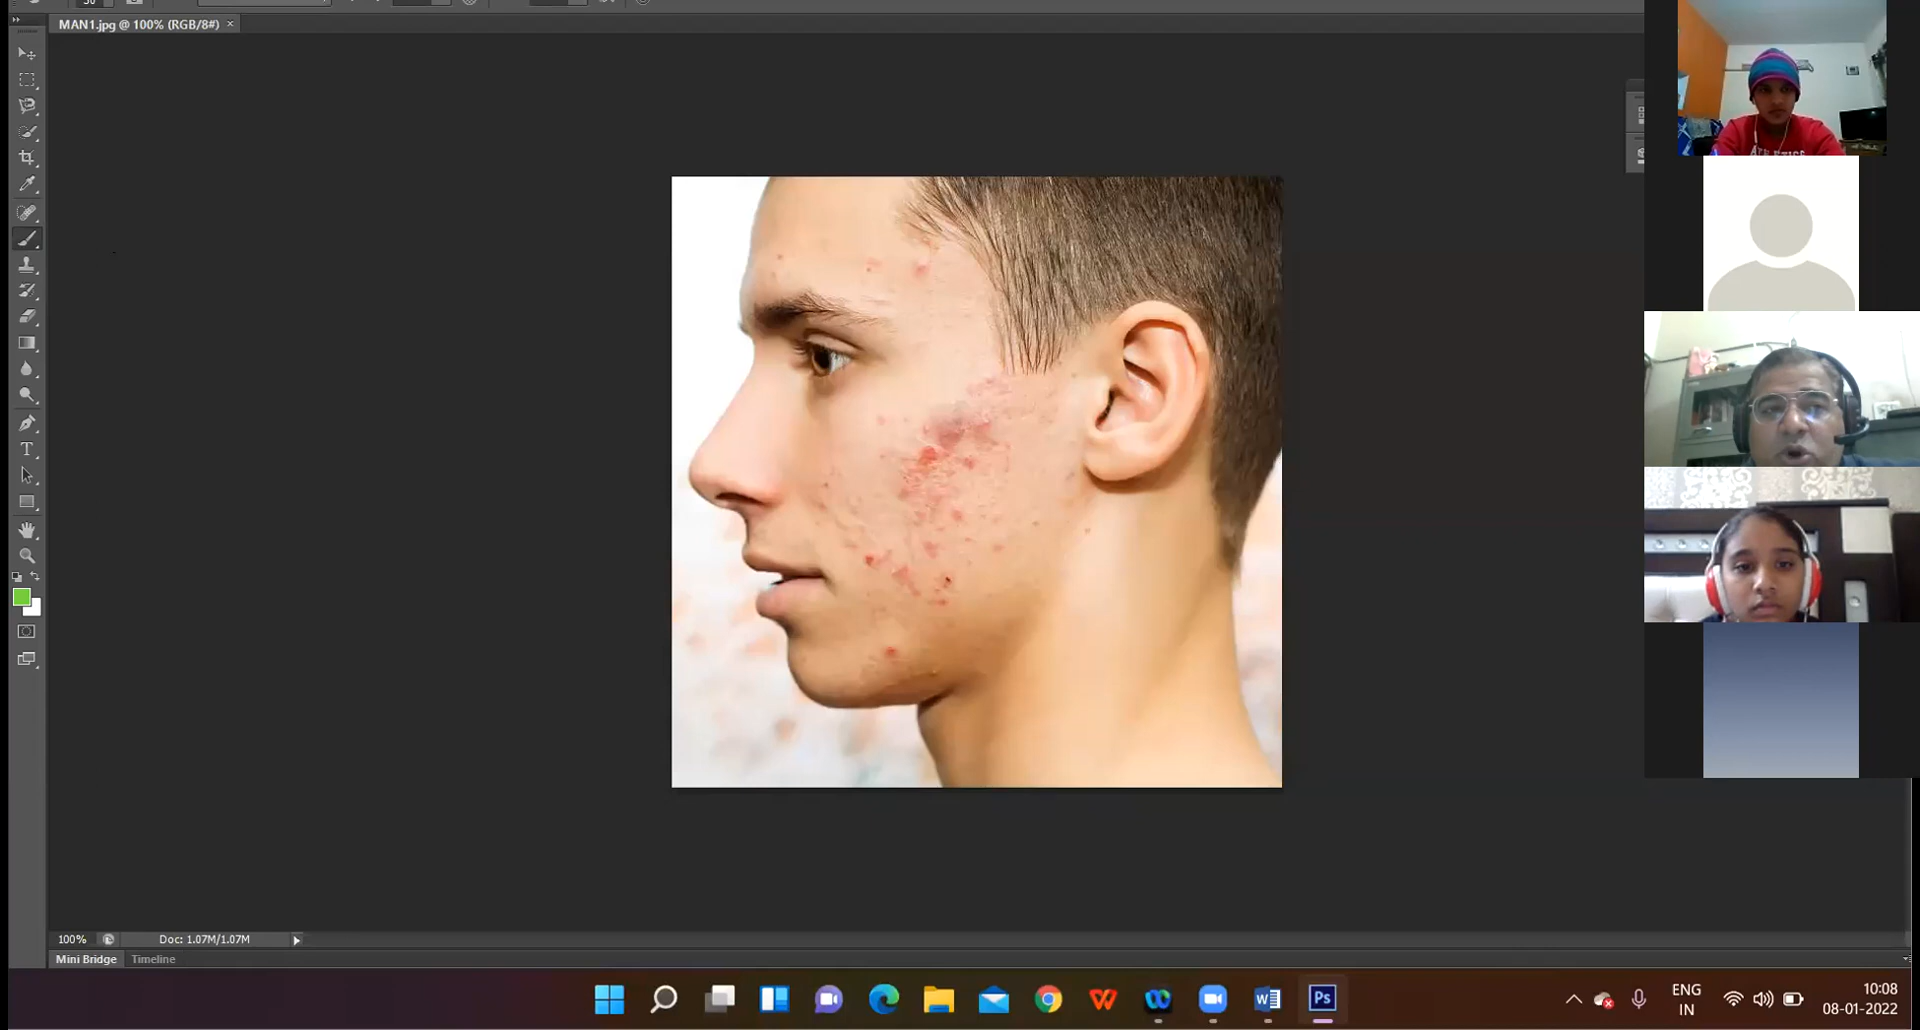 MAN1.jpg @ 100% (RGB/8#) ×
T
100%
Doc: 1.07M/1.07M
Mini Bridge
Timeline
W
Ps
ENG
IN
10:08
08-01-2022